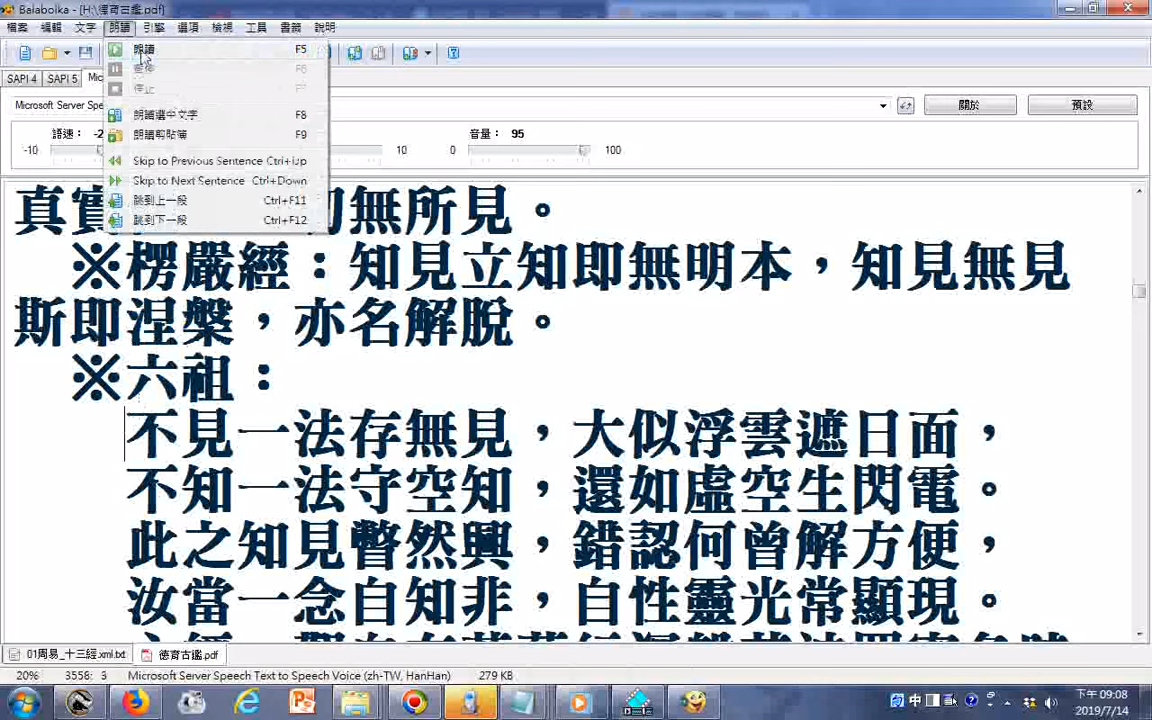 Balabolka - [H:\德育古鑑.pdf]
檔案 編輯 文字 朗讀 引擎 選項 檢視 工具 書籤 說明
朗讀 F5
暫停 F6
停止 F7
朗讀選中文字 F8
朗讀剪貼簿 F9
Skip to Previous Sentence Ctrl+Up
Skip to Next Sentence Ctrl+Down
跳到上一段 Ctrl+F11
跳到下一段 Ctrl+F12
SAPI 4 SAPI 5 Mic
Microsoft Server Spe 關於 預設
語速： -2 音量： 95
-10 10 0 100
真實 切無所見。
※楞嚴經：知見立知即無明本，知見無見
斯即涅槃，亦名解脫。
※六祖：
不見一法存無見，大似浮雲遮日面，
不知一法守空知，還如虛空生閃電。
此之知見瞥然興，錯認何曾解方便，
汝當一念自知非，自性靈光常顯現。
01周易_十三經.xml.txt 德育古鑑.pdf
20% 3558: 3 Microsoft Server Speech Text to Speech Voice (zh-TW, HanHan) 279 KB
中 下午 09:08
2019/7/14